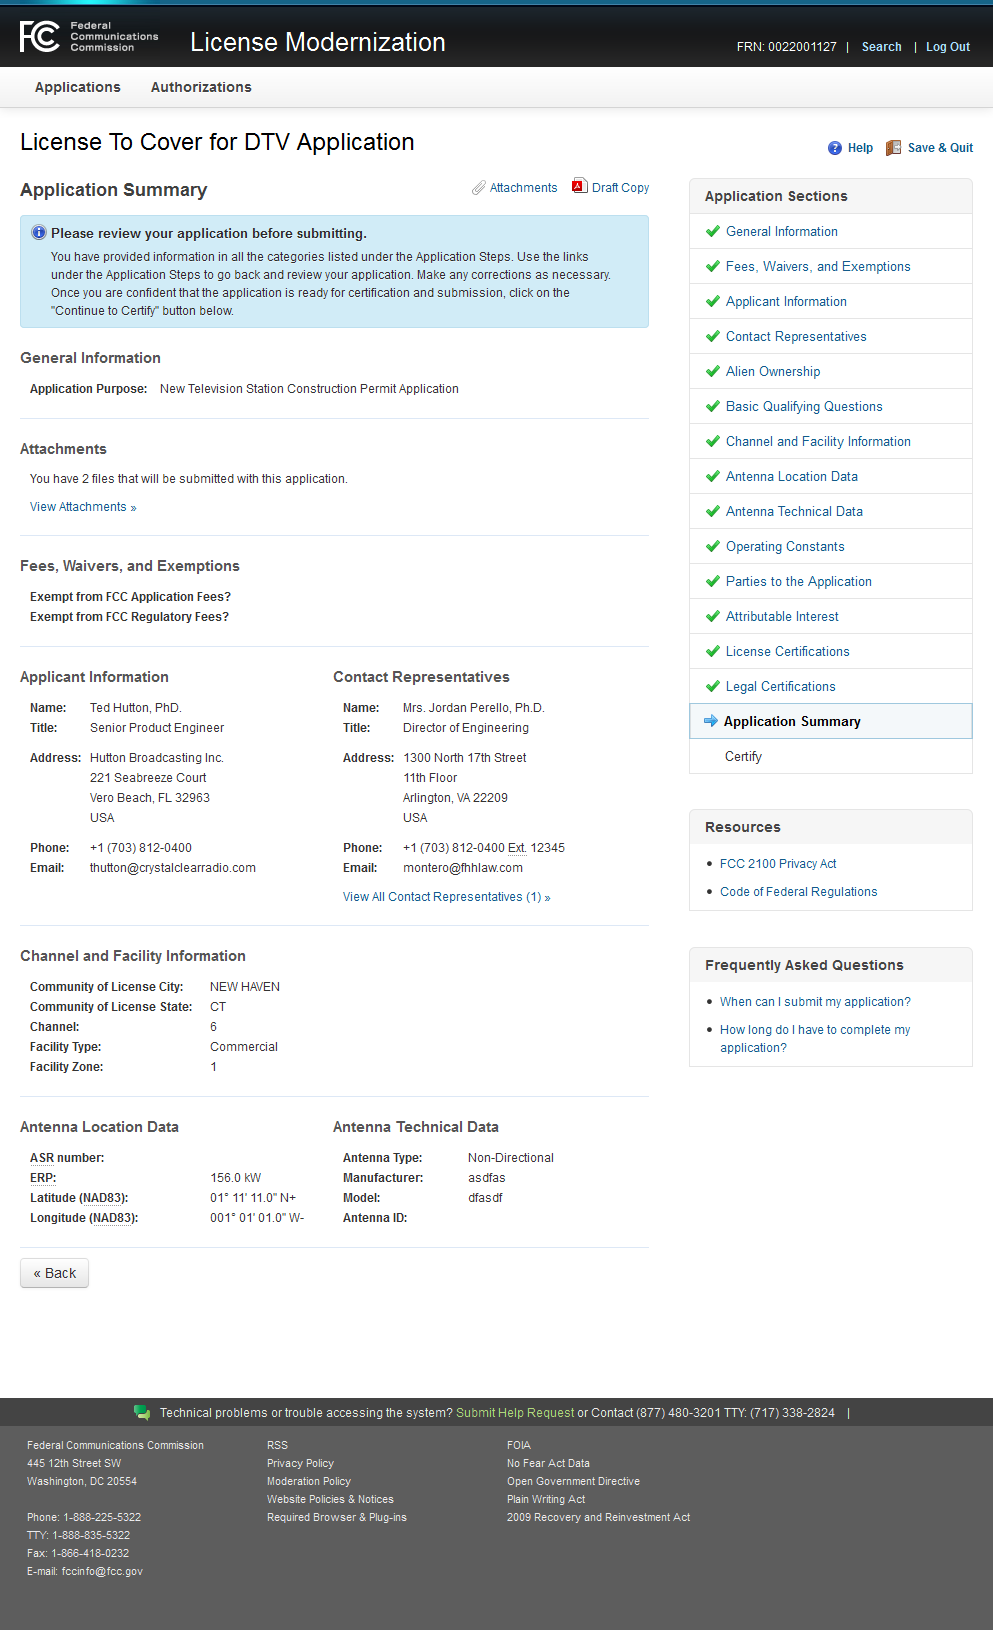 FCC Federal
Communications
Commission
License Modernization
FRN: 0022001127 | Search | Log Out
Applications Authorizations
License To Cover for DTV Application
Help Save & Quit
Application Summary
Attachments Draft Copy
Please review your application before submitting.
You have provided information in all the categories listed under the Application Steps. Use the links
under the Application Steps to go back and review your application. Make any corrections as necessary.
Once you are confident that the application is ready for certification and submission, click on the
"Continue to Certify" button below.
General Information
Application Purpose: New Television Station Construction Permit Application
Attachments
You have 2 files that will be submitted with this application.
View Attachments »
Fees, Waivers, and Exemptions
Exempt from FCC Application Fees?
Exempt from FCC Regulatory Fees?
Applicant Information
Name: Ted Hutton, PhD.
Title: Senior Product Engineer
Address: Hutton Broadcasting Inc.
221 Seabreeze Court
Vero Beach, FL 32963
USA
Phone: +1 (703) 812-0400
Email: thutton@crystalclearradio.com
Contact Representatives
Name: Mrs. Jordan Perello, Ph.D.
Title: Director of Engineering
Address: 1300 North 17th Street
11th Floor
Arlington, VA 22209
USA
Phone: +1 (703) 812-0400 Ext. 12345
Email: montero@fhhlaw.com
View All Contact Representatives (1) »
Channel and Facility Information
Community of License City: NEW HAVEN
Community of License State: CT
Channel: 6
Facility Type: Commercial
Facility Zone: 1
Antenna Location Data
ASR number:
ERP: 156.0 kW
Latitude (NAD83): 01° 11' 11.0" N+
Longitude (NAD83): 001° 01' 01.0" W-
Antenna Technical Data
Antenna Type: Non-Directional
Manufacturer: asdfas
Model: dfasdf
Antenna ID:
« Back
Application Sections
General Information
Fees, Waivers, and Exemptions
Applicant Information
Contact Representatives
Alien Ownership
Basic Qualifying Questions
Channel and Facility Information
Antenna Location Data
Antenna Technical Data
Operating Constants
Parties to the Application
Attributable Interest
License Certifications
Legal Certifications
Application Summary
Certify
Resources
• FCC 2100 Privacy Act
• Code of Federal Regulations
Frequently Asked Questions
• When can I submit my application?
• How long do I have to complete my
application?
Technical problems or trouble accessing the system? Submit Help Request or Contact (877) 480-3201 TTY: (717) 338-2824 |
Federal Communications Commission
445 12th Street SW
Washington, DC 20554
Phone: 1-888-225-5322
TTY: 1-888-835-5322
Fax: 1-866-418-0232
E-mail: fccinfo@fcc.gov
RSS
Privacy Policy
Moderation Policy
Website Policies & Notices
Required Browser & Plug-ins
FOIA
No Fear Act Data
Open Government Directive
Plain Writing Act
2009 Recovery and Reinvestment Act